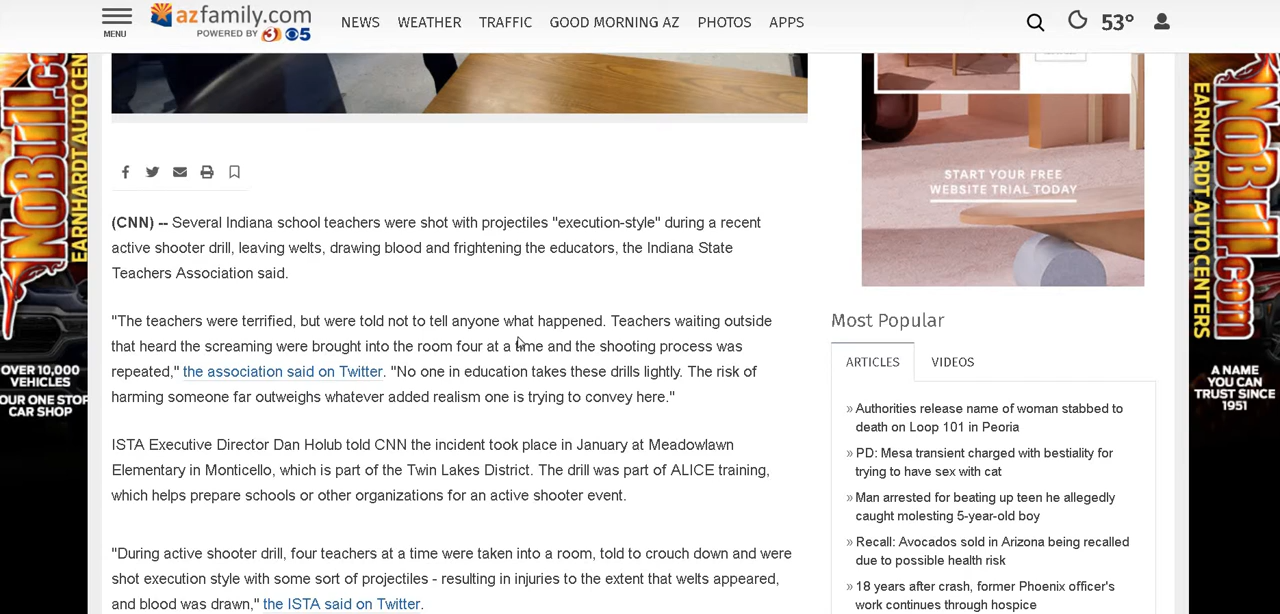 MENU
azfamily.com
POWERED BY 3 5
NEWS WEATHER TRAFFIC GOOD MORNING AZ PHOTOS APPS
53°
(CNN) -- Several Indiana school teachers were shot with projectiles "execution-style" during a recent
active shooter drill, leaving welts, drawing blood and frightening the educators, the Indiana State
Teachers Association said.
"The teachers were terrified, but were told not to tell anyone what happened. Teachers waiting outside
that heard the screaming were brought into the room four at a time and the shooting process was
repeated," the association said on Twitter. "No one in education takes these drills lightly. The risk of
harming someone far outweighs whatever added realism one is trying to convey here."
ISTA Executive Director Dan Holub told CNN the incident took place in January at Meadowlawn
Elementary in Monticello, which is part of the Twin Lakes District. The drill was part of ALICE training,
which helps prepare schools or other organizations for an active shooter event.
"During active shooter drill, four teachers at a time were taken into a room, told to crouch down and were
shot execution style with some sort of projectiles - resulting in injuries to the extent that welts appeared,
and blood was drawn," the ISTA said on Twitter.
START YOUR FREE
WEBSITE TRIAL TODAY
Most Popular
ARTICLES VIDEOS
» Authorities release name of woman stabbed to
death on Loop 101 in Peoria
» PD: Mesa transient charged with bestiality for
trying to have sex with cat
» Man arrested for beating up teen he allegedly
caught molesting 5-year-old boy
» Recall: Avocados sold in Arizona being recalled
due to possible health risk
» 18 years after crash, former Phoenix officer's
work continues through hospice
NOBULL.c
EARNHARDT AUTO CEN
OVER 10,000
VEHICLES
OUR ONE STOP
CAR SHOP
NOBULL.com
EARNHARDT AUTO CENTERS
A NAME
YOU CAN
TRUST SINCE
1951